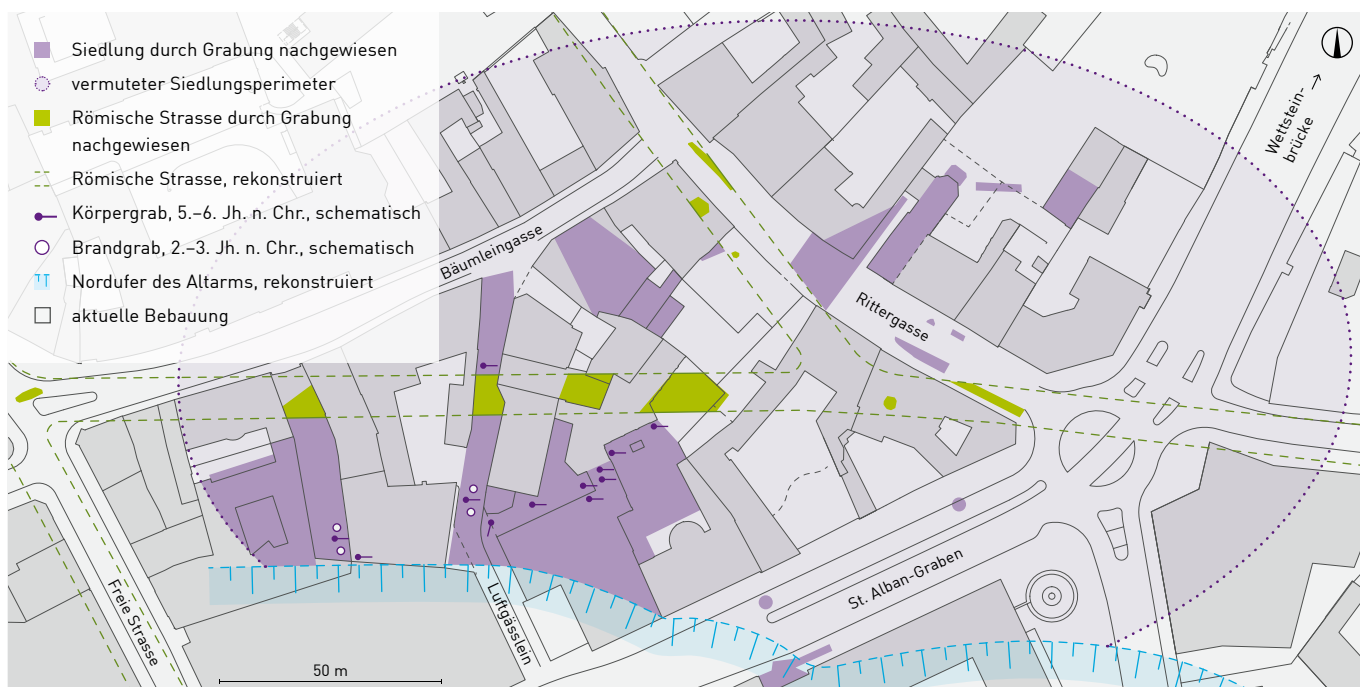 Siedlung durch Grabung nachgewiesen
vermuteter Siedlungsperimeter
Römische Strasse durch Grabung
nachgewiesen
Römische Strasse, rekonstruiert
Körpergrab, 5.–6. Jh. n. Chr., schematisch
Brandgrab, 2.–3. Jh. n. Chr., schematisch
Nordufer des Altarms, rekonstruiert
aktuelle Bebauung
Wettstein-
brücke
Bäumleingasse
Rittergasse
St. Alban-Graben
Luftgässlein
Freie Strasse
50 m